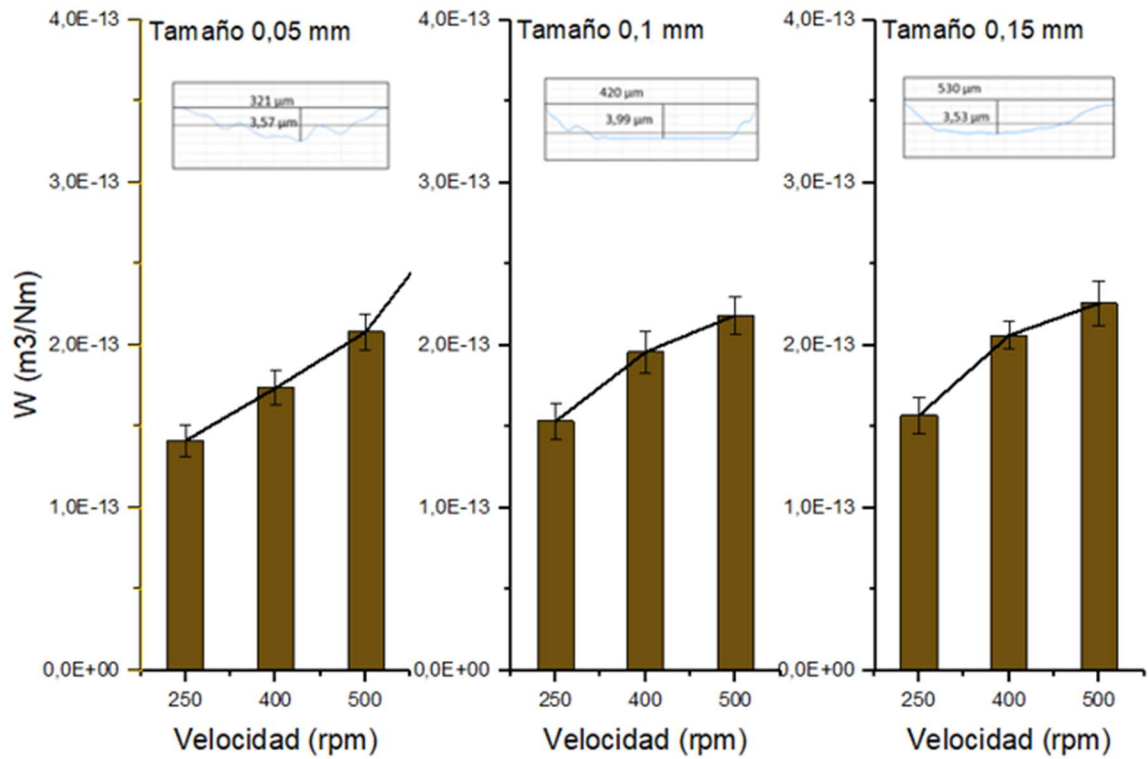 W (m3/Nm)
Tamaño 0,05 mm
321 µm
3,57 µm
4,0E-13
3,0E-13
2,0E-13
1,0E-13
0,0E+00
250 400 500
Velocidad (rpm)
Tamaño 0,1 mm
420 µm
3,99 µm
4,0E-13
3,0E-13
2,0E-13
1,0E-13
0,0E+00
250 400 500
Velocidad (rpm)
Tamaño 0,15 mm
530 µm
3,53 µm
4,0E-13
3,0E-13
2,0E-13
1,0E-13
0,0E+00
250 400 500
Velocidad (rpm)